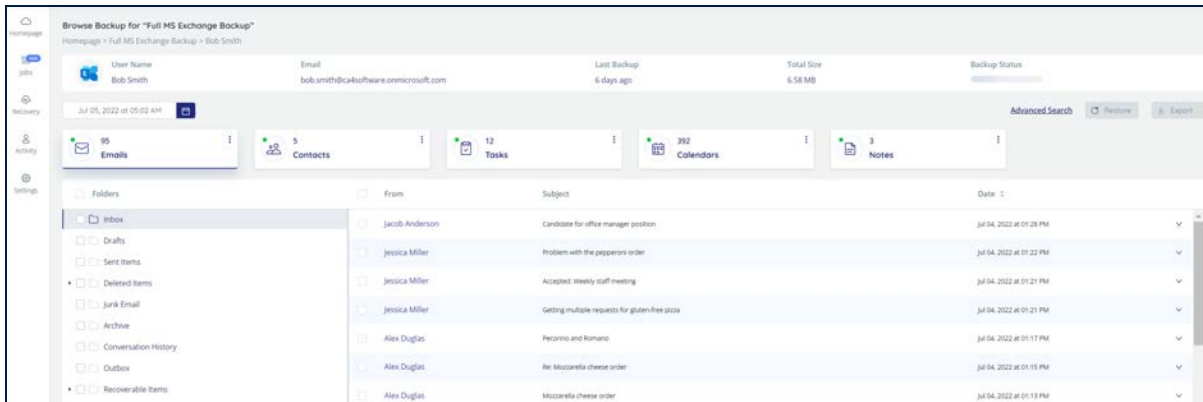 Homepage
Jobs
Recovery
Activity
Settings
Browse Backup for "Full MS Exchange Backup"
Homepage > Full MS Exchange Backup > Bob Smith
User Name
Bob Smith
Email
bob.smith@ca4software.onmicrosoft.com
Last Backup
6 days ago
Total Size
6.58 MB
Backup Status
Jul 05, 2022 at 05:02 AM
Advanced Search
Restore
Export
95
Emails
5
Contacts
12
Tasks
392
Calendars
3
Notes
Folders
Inbox
Drafts
Sent Items
Deleted Items
Junk Email
Archive
Conversation History
Outbox
Recoverable Items
From Subject Date
Jacob Anderson Candidate for office manager position Jul 04, 2022 at 01:28 PM
Jessica Miller Problem with the pepperoni order Jul 04, 2022 at 01:22 PM
Jessica Miller Accepted: Weekly staff meeting Jul 04, 2022 at 01:21 PM
Jessica Miller Getting multiple requests for gluten-free pizza Jul 04, 2022 at 01:21 PM
Alex Duglas Pecorino and Romano Jul 04, 2022 at 01:17 PM
Alex Duglas Re: Mozzarella cheese order Jul 04, 2022 at 01:15 PM
Alex Duglas Mozzarella cheese order Jul 04, 2022 at 01:13 PM